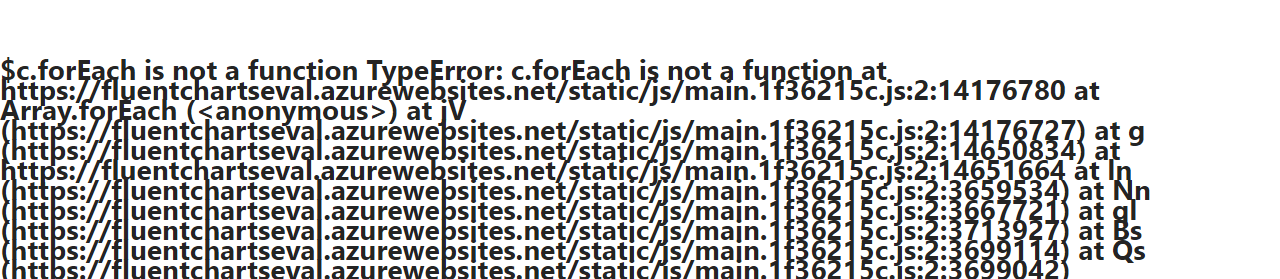 $c.forEach is not a function TypeError: c.forEach is not a function at
https://fluentchartseval.azurewebsites.net/static/js/main.1f36215c.js:2:14176780 at
Array.forEach (<anonymous>) at jV
(https://fluentchartseval.azurewebsites.net/static/js/main.1f36215c.js:2:14176727) at g
(https://fluentchartseval.azurewebsites.net/static/js/main.1f36215c.js:2:14650834) at
https://fluentchartseval.azurewebsites.net/static/js/main.1f36215c.js:2:14651664 at In
(https://fluentchartseval.azurewebsites.net/static/js/main.1f36215c.js:2:3659534) at Nn
(https://fluentchartseval.azurewebsites.net/static/js/main.1f36215c.js:2:3667721) at gl
(https://fluentchartseval.azurewebsites.net/static/js/main.1f36215c.js:2:3713927) at Bs
(https://fluentchartseval.azurewebsites.net/static/js/main.1f36215c.js:2:3699114) at Qs
(https://fluentchartseval.azurewebsites.net/static/js/main.1f36215c.js:2:3699042)